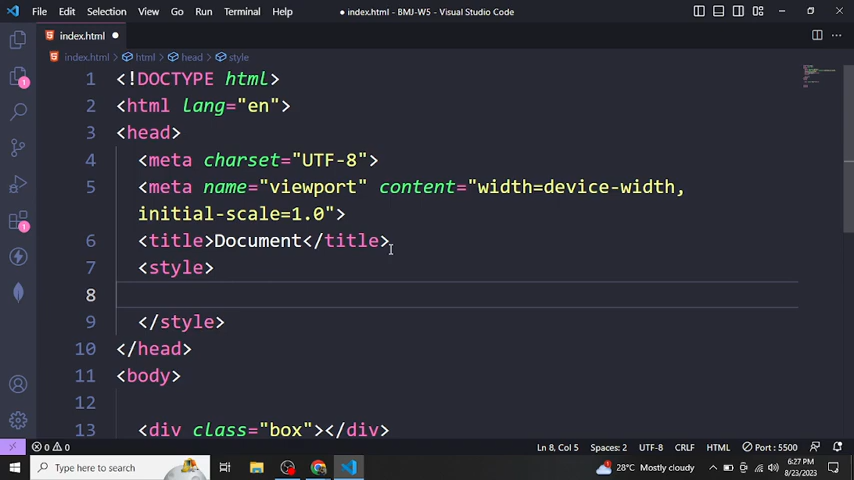 File Edit Selection View Go Run Terminal Help ● index.html - BMJ-W5 - Visual Studio Code
index.html ●
index.html > html > head > style
1 <!DOCTYPE html>
2 <html lang="en">
3 <head>
4 <meta charset="UTF-8">
5 <meta name="viewport" content="width=device-width,
initial-scale=1.0">
6 <title>Document</title>
7 <style>
8
9 </style>
10 </head>
11 <body>
12
13 <div class="box"></div>
1
1
0 0 Ln 8, Col 5 Spaces: 2 UTF-8 CRLF HTML Port : 5500
Type here to search 28°C Mostly cloudy 6:27 PM
8/23/2023